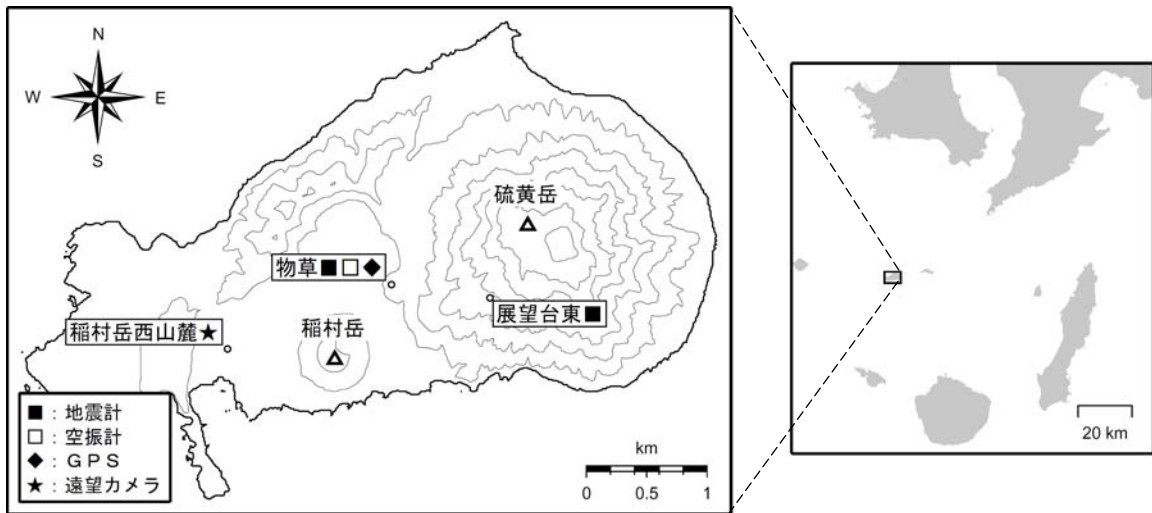 N
W E
S
硫黄岳
物草■□◆
展望台東■
稲村岳西山麓★
稲村岳
■:地震計
□:空振計
◆:GPS
★:遠望カメラ
km
0 0.5 1
20 km